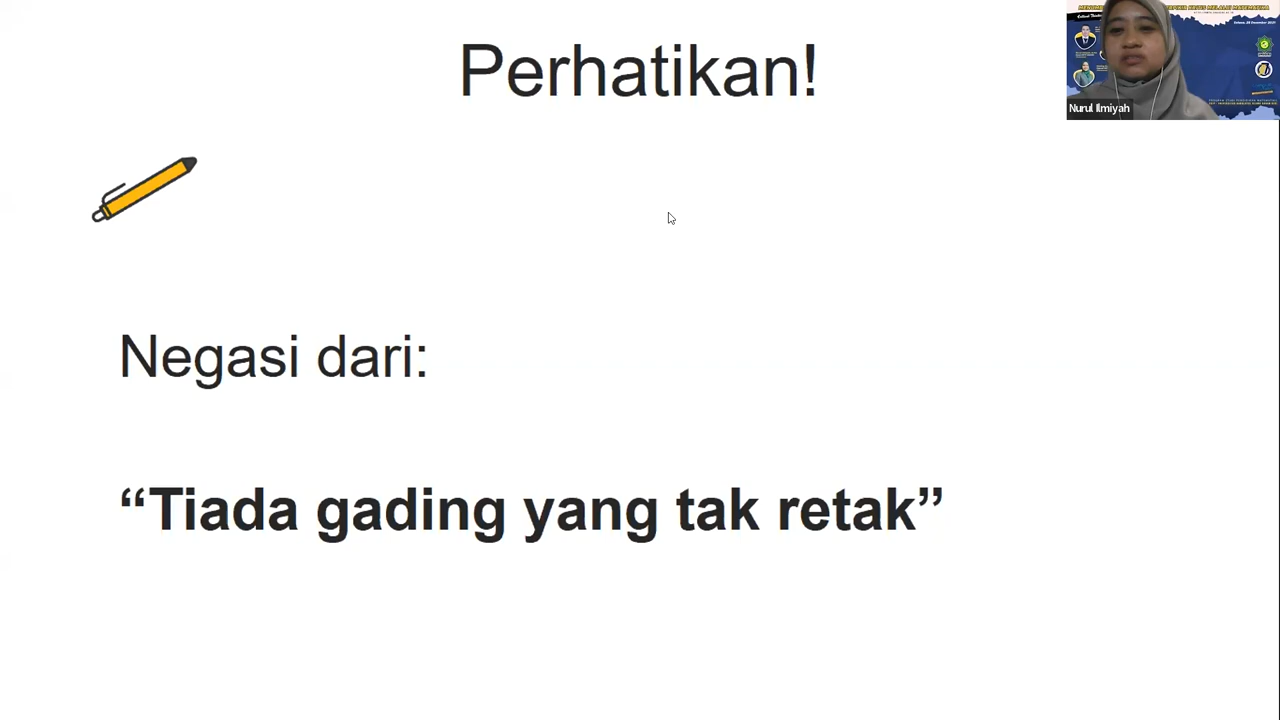 Perhatikan!
Nurul Ilmiyah
Negasi dari:
“Tiada gading yang tak retak”